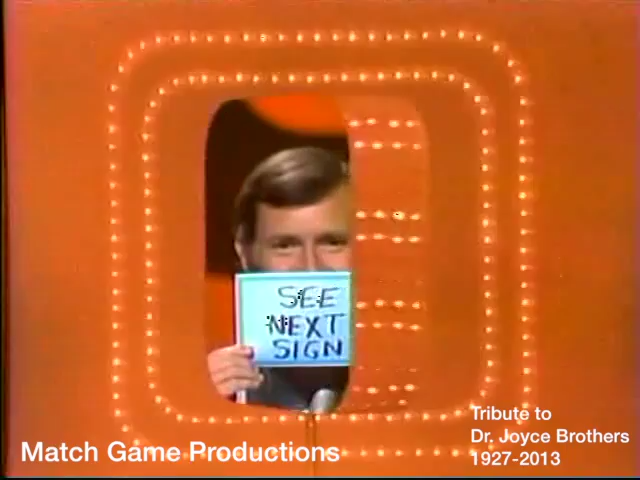 SEE
NEXT
SIGN
Tribute to
Dr. Joyce Brothers
1927-2013
Match Game Productions